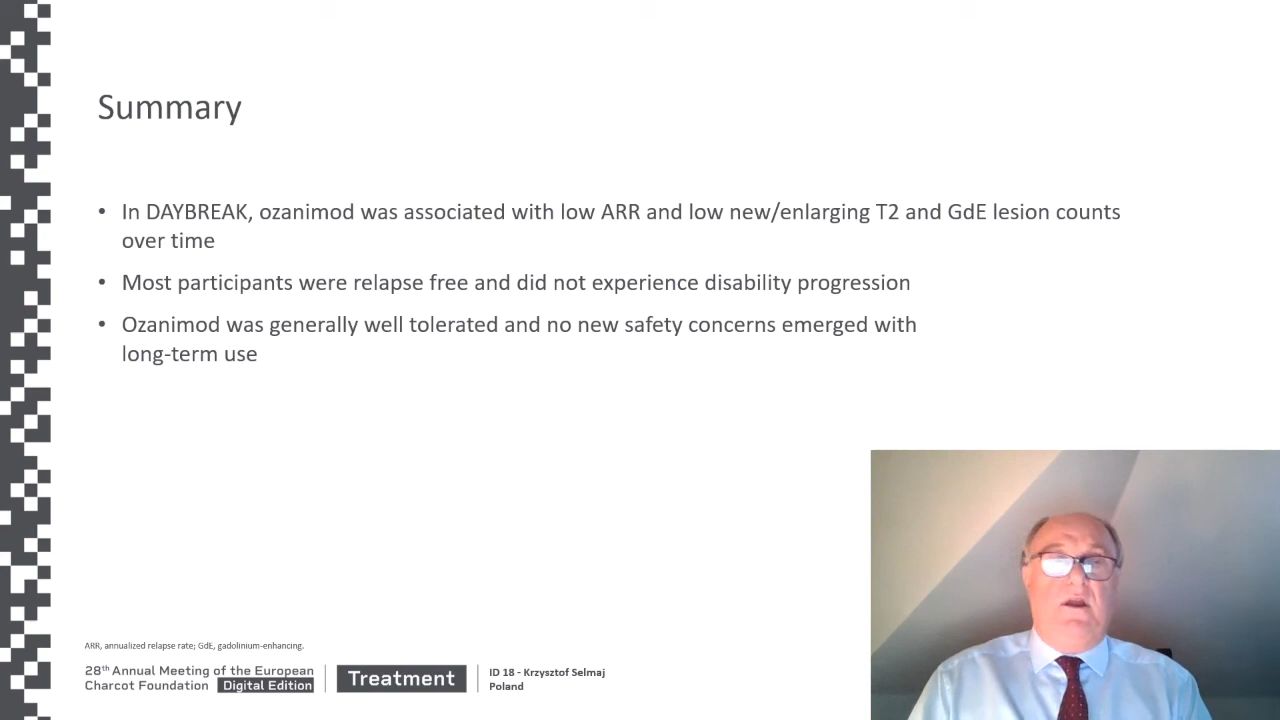 Summary
• In DAYBREAK, ozanimod was associated with low ARR and low new/enlarging T2 and GdE lesion counts
over time
• Most participants were relapse free and did not experience disability progression
• Ozanimod was generally well tolerated and no new safety concerns emerged with
long-term use
ARR, annualized relapse rate; GdE, gadolinium-enhancing.
28th Annual Meeting of the European
Charcot Foundation Digital Edition
Treatment
ID 18 - Krzysztof Selmaj
Poland